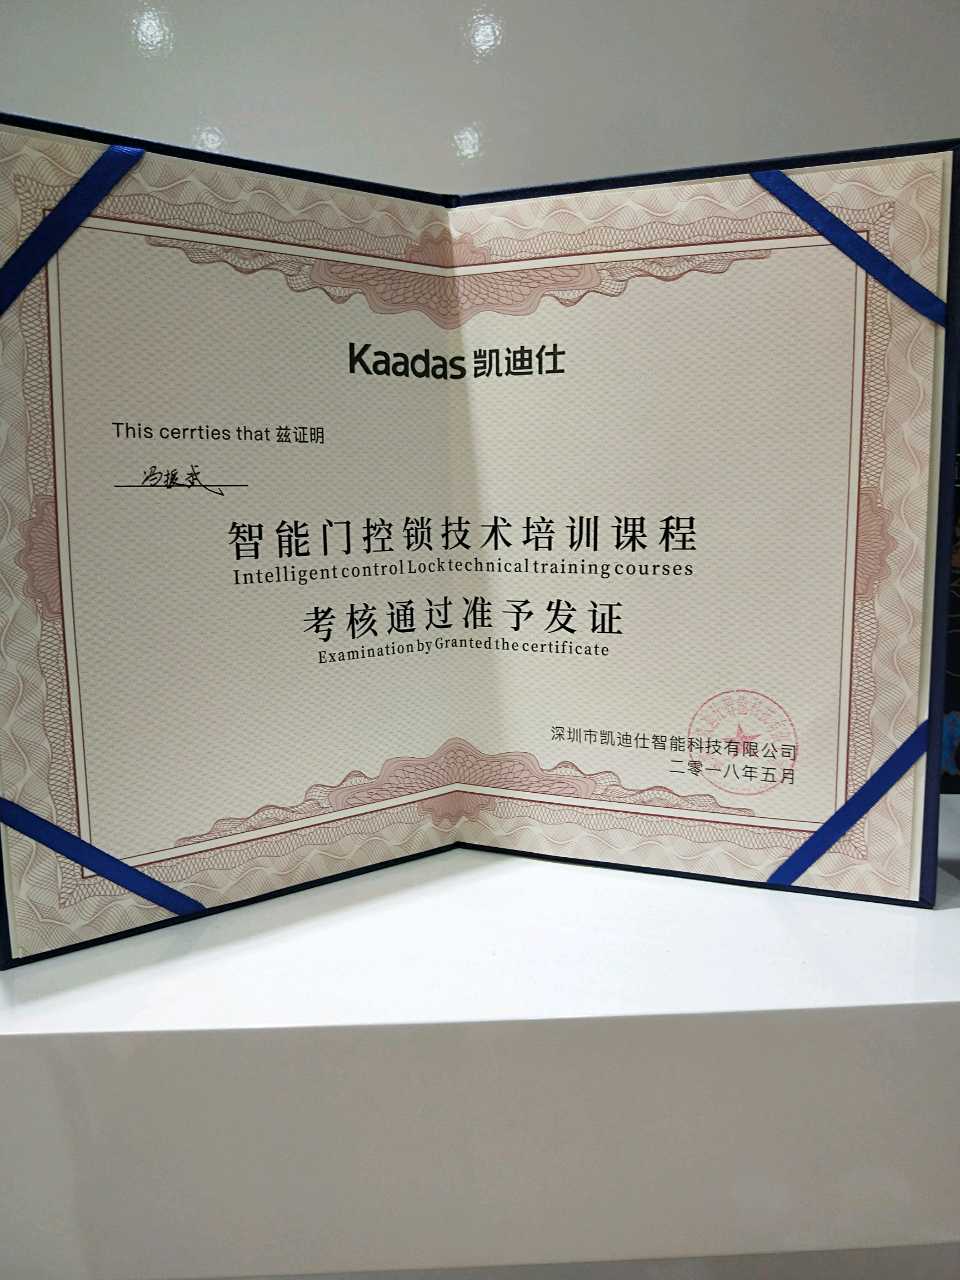 Kaadas 凯迪仕
This cerrties that 兹证明
冯振武
智能门控锁技术培训课程
Intelligent control Lock technical training courses
考核通过准予发证
Examination by Granted the certificate
深圳市凯迪仕智能科技有限公司
二零一八年五月